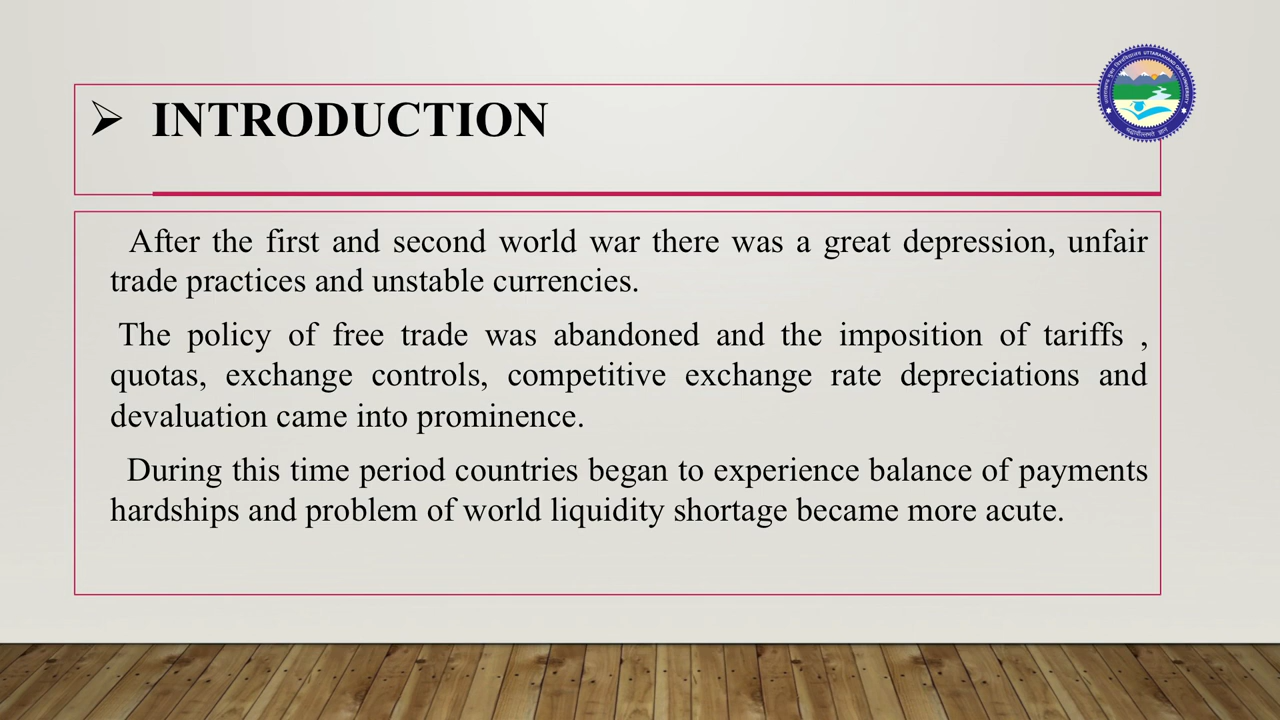 INTRODUCTION
After the first and second world war there was a great depression, unfair
trade practices and unstable currencies.
The policy of free trade was abandoned and the imposition of tariffs ,
quotas, exchange controls, competitive exchange rate depreciations and
devaluation came into prominence.
During this time period countries began to experience balance of payments
hardships and problem of world liquidity shortage became more acute.